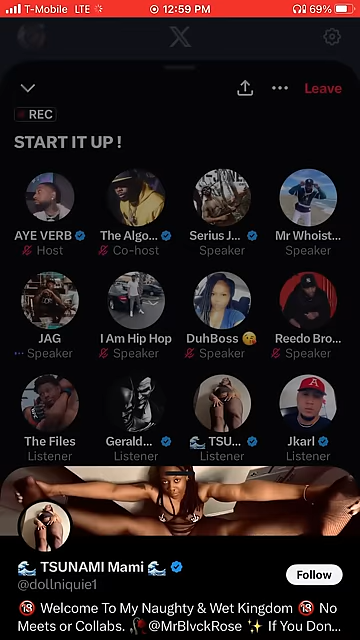 T-Mobile LTE 12:59 PM 69%
Leave
REC
START IT UP !
AYE VERB The Algo... Serius J... Mr Whoist...
Host Co-host Speaker Speaker
JAG I Am Hip Hop DuhBoss 😘 Reedo Bro...
Speaker Speaker Speaker Speaker
The Files Gerald... 🌊 TSU... Jkarl
Listener Listener Listener Listener
🌊 TSUNAMI Mami 🌊
@dollniquie1
Follow
🔞 Welcome To My Naughty & Wet Kingdom 🔞 No
Meets or Collabs. 🥀@MrBlvckRose ✨ If You Don...